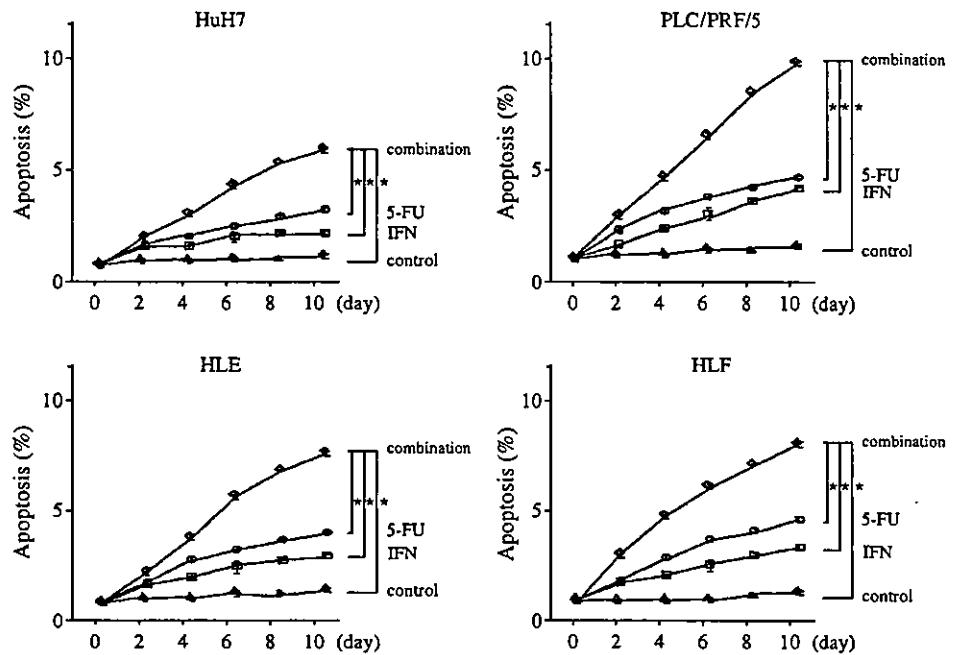 HuH7
Apoptosis (%)
10
5
0
combination
* * *
5-FU
IFN
control
0 2 4 6 8 10 (day)
PLC/PRF/5
Apoptosis (%)
10
5
0
combination
* * *
5-FU
IFN
control
0 2 4 6 8 10 (day)
HLE
Apoptosis (%)
10
5
0
combination
* * *
5-FU
IFN
control
0 2 4 6 8 10 (day)
HLF
Apoptosis (%)
10
5
0
combination
* * *
5-FU
IFN
control
0 2 4 6 8 10 (day)